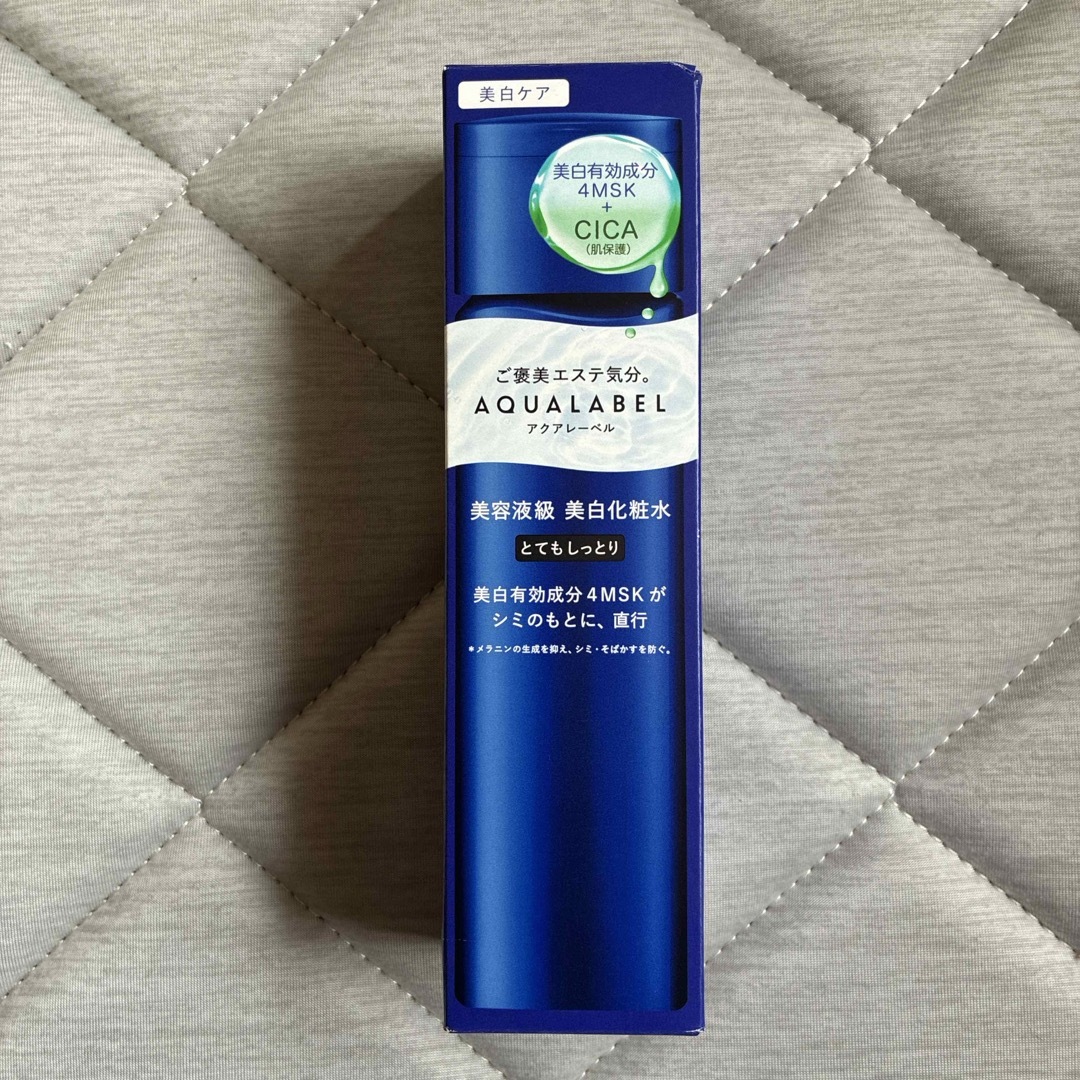 美白ケア
美白有効成分
4MSK
+
CICA
(肌保護)
ご褒美エステ気分。
AQUALABEL
アクアレーベル
美容液級 美白化粧水
とてもしっとり
美白有効成分4MSKが
シミのもとに、直行
*メラニンの生成を抑え、シミ・そばかすを防ぐ。